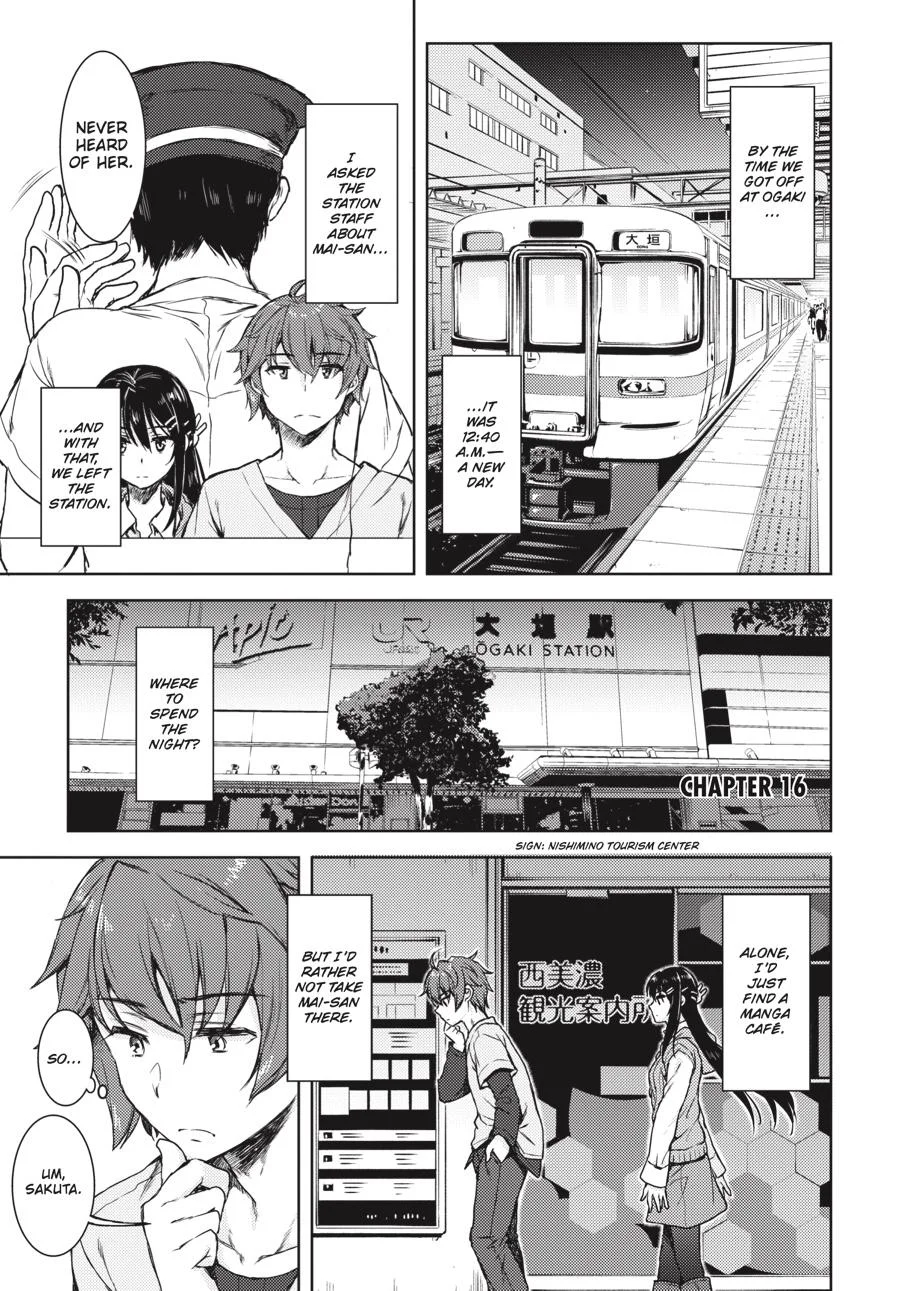 BY THE
TIME WE
GOT OFF
AT OGAKI
...
大垣
...IT
WAS
12:40
A.M.—
A NEW
DAY.
I
ASKED
THE
STATION
STAFF
ABOUT
MAI-SAN...
NEVER
HEARD
OF HER.
...AND
WITH
THAT,
WE LEFT
THE
STATION.
Apio
JR
大垣駅
ŌGAKI STATION
WHERE
TO
SPEND
THE
NIGHT?
CHAPTER 16
SIGN: NISHIMINO TOURISM CENTER
ALONE,
I'D
JUST
FIND A
MANGA
CAFÉ.
西美濃
観光案内所
BUT I'D
RATHER
NOT TAKE
MAI-SAN
THERE.
SO...
UM,
SAKUTA.